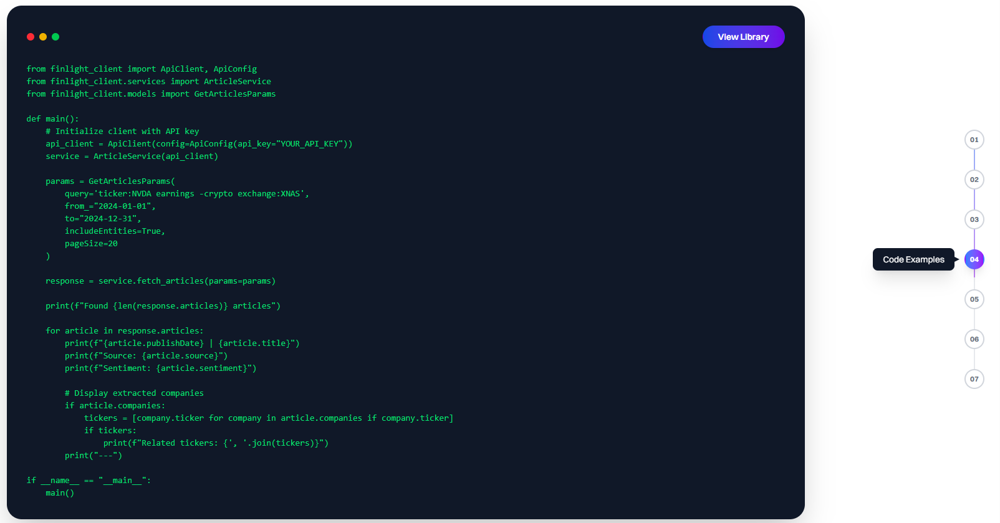 View Library
from finlight_client import ApiClient, ApiConfig
from finlight_client.services import ArticleService
from finlight_client.models import GetArticlesParams

def main():
    # Initialize client with API key
    api_client = ApiClient(config=ApiConfig(api_key="YOUR_API_KEY"))
    service = ArticleService(api_client)

    params = GetArticlesParams(
        query='ticker:NVDA earnings -crypto exchange:XNAS',
        from_="2024-01-01",
        to="2024-12-31",
        includeEntities=True,
        pageSize=20
    )

    response = service.fetch_articles(params=params)

    print(f"Found {len(response.articles)} articles")

    for article in response.articles:
        print(f"{article.publishDate} | {article.title}")
        print(f"Source: {article.source}")
        print(f"Sentiment: {article.sentiment}")

        # Display extracted companies
        if article.companies:
            tickers = [company.ticker for company in article.companies if company.ticker]
            if tickers:
                print(f"Related tickers: {', '.join(tickers)}")
        print("---")

if __name__ == "__main__":
    main()
01
02
03
Code Examples 04
05
06
07